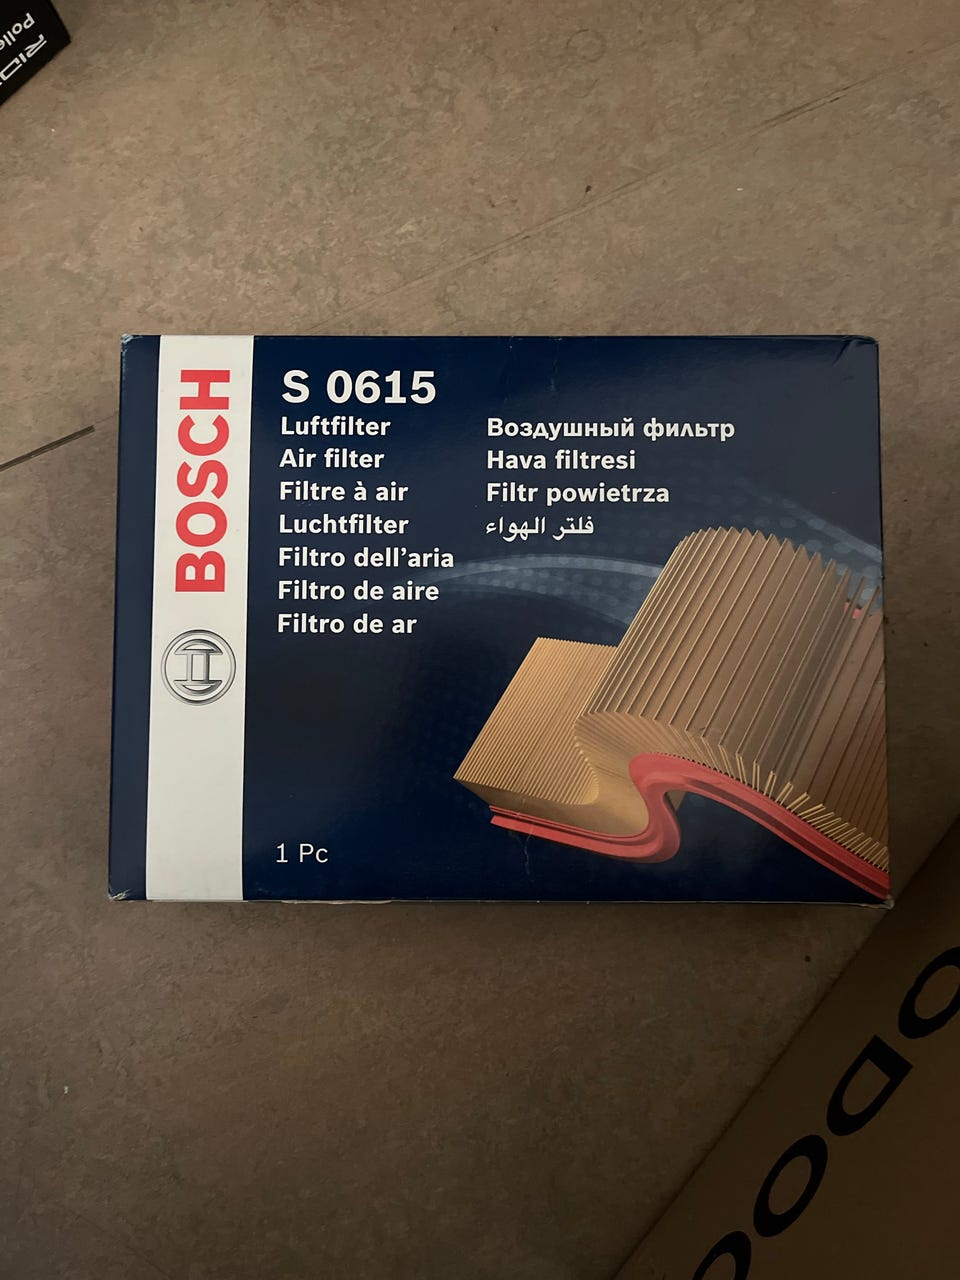 BOSCH
S 0615
Luftfilter
Air filter
Filtre à air
Luchtfilter
Filtro dell'aria
Filtro de aire
Filtro de ar
Воздушный фильтр
Hava filtresi
Filtr powietrza
فلتر الهواء
1 Pc